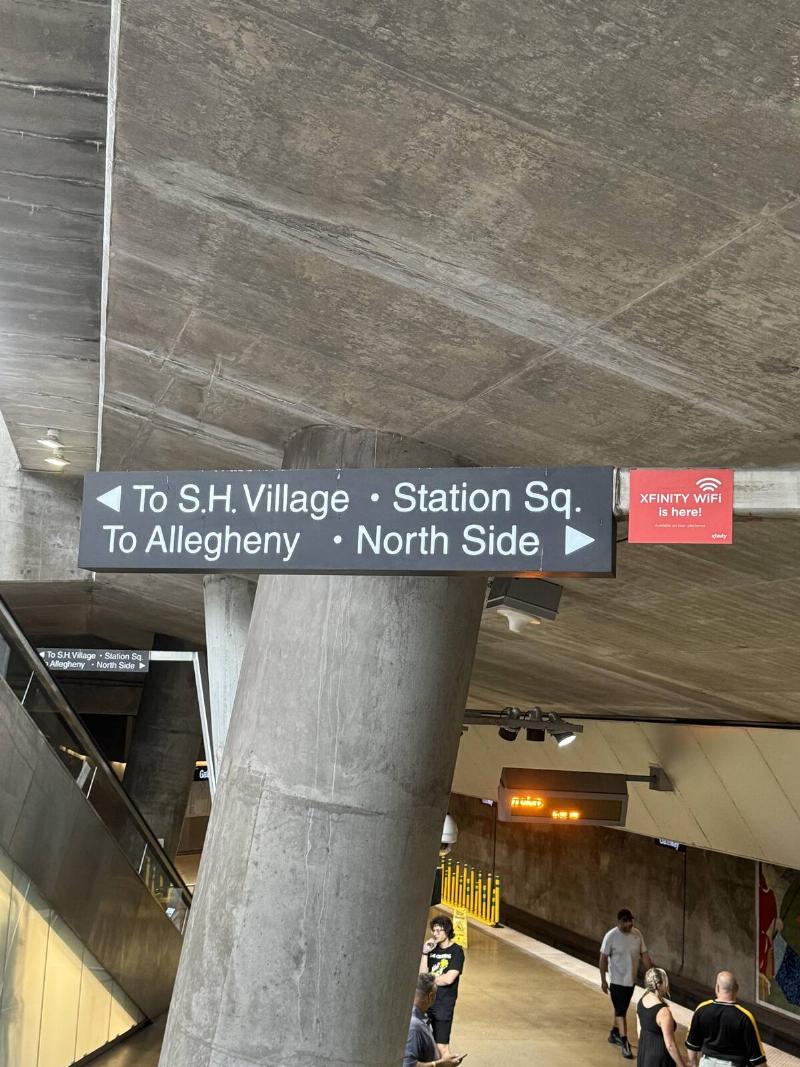 ◀ To S.H. Village • Station Sq.
To Allegheny • North Side ▶
XFINITY WiFi
is here!
xfinity
◀ To S.H. Village • Station Sq.
Allegheny • North Side ▶